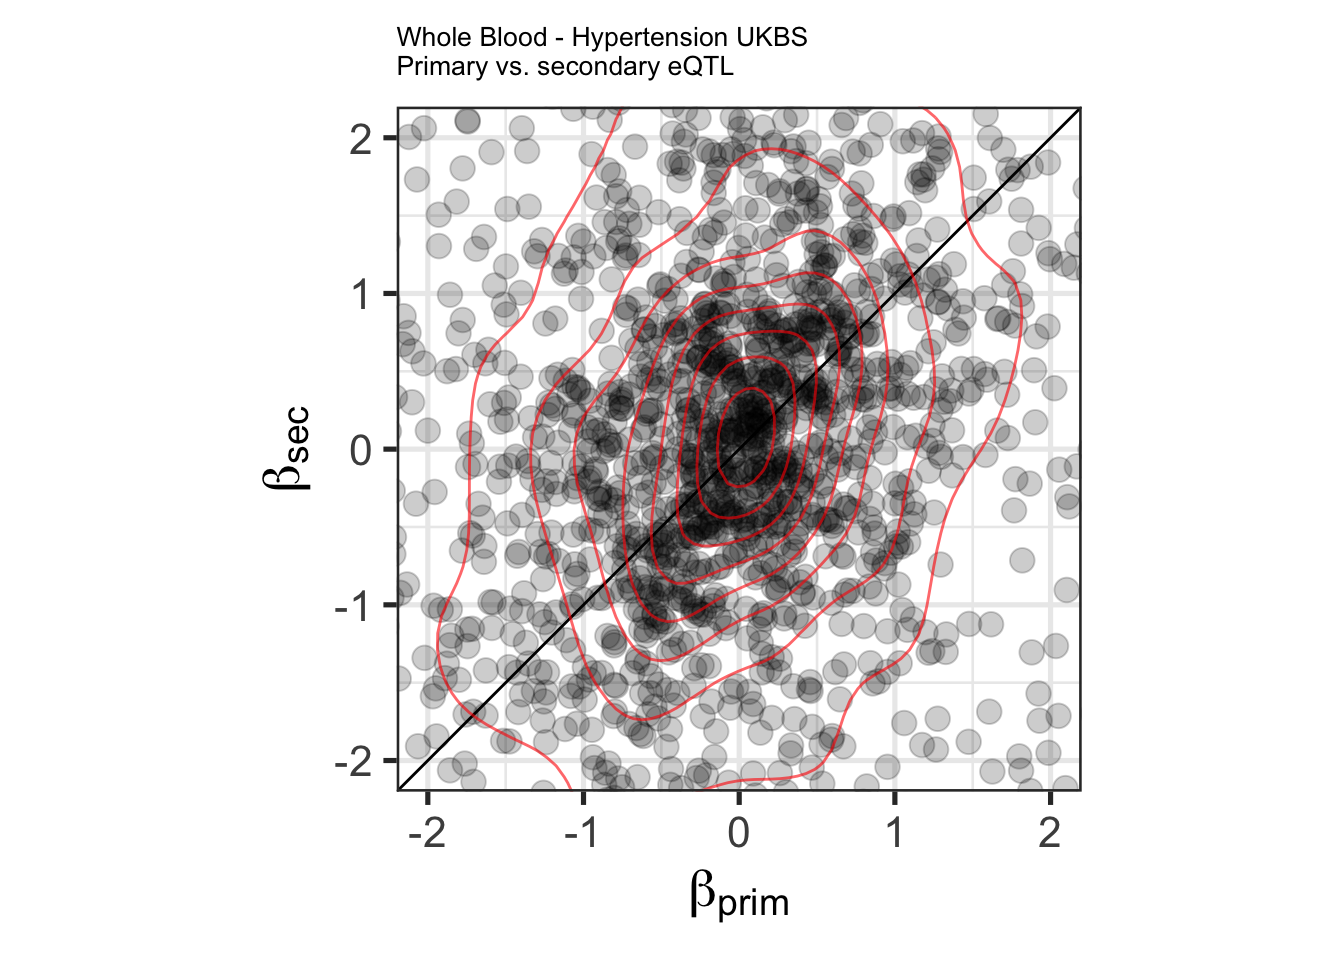 Whole Blood - Hypertension UKBS
Primary vs. secondary eQTL
2
1
0
-1
-2
βsec
-2 -1 0 1 2
βprim